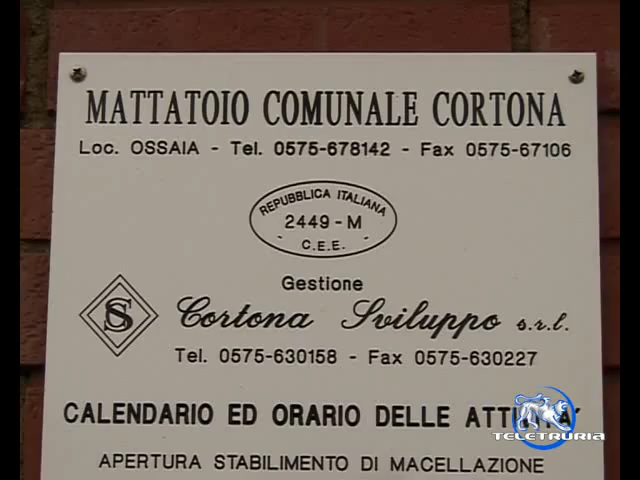 MATTATOIO COMUNALE CORTONA
Loc. OSSAIA - Tel. 0575-678142 - Fax 0575-67106
REPUBBLICA ITALIANA
2449 - M
- C.E.E. -
Gestione
CS Cortona Sviluppo s.r.l.
Tel. 0575-630158 - Fax 0575-630227
CALENDARIO ED ORARIO DELLE
TELETRURIA
APERTURA STABILIMENTO DI MACELLAZIONE